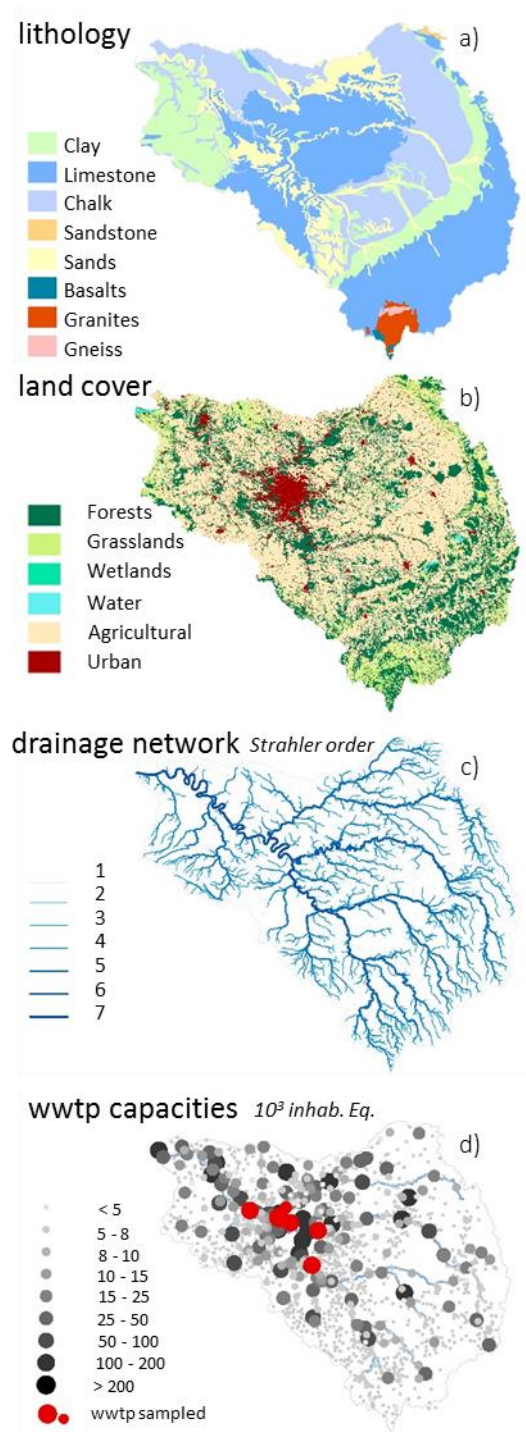 lithology
a)
Clay
Limestone
Chalk
Sandstone
Sands
Basalts
Granites
Gneiss
land cover
b)
Forests
Grasslands
Wetlands
Water
Agricultural
Urban
drainage network Strahler order
c)
1
2
3
4
5
6
7
wwtp capacities 10³ inhab. Eq.
d)
< 5
5 - 8
8 - 10
10 - 15
15 - 25
25 - 50
50 - 100
100 - 200
> 200
wwtp sampled